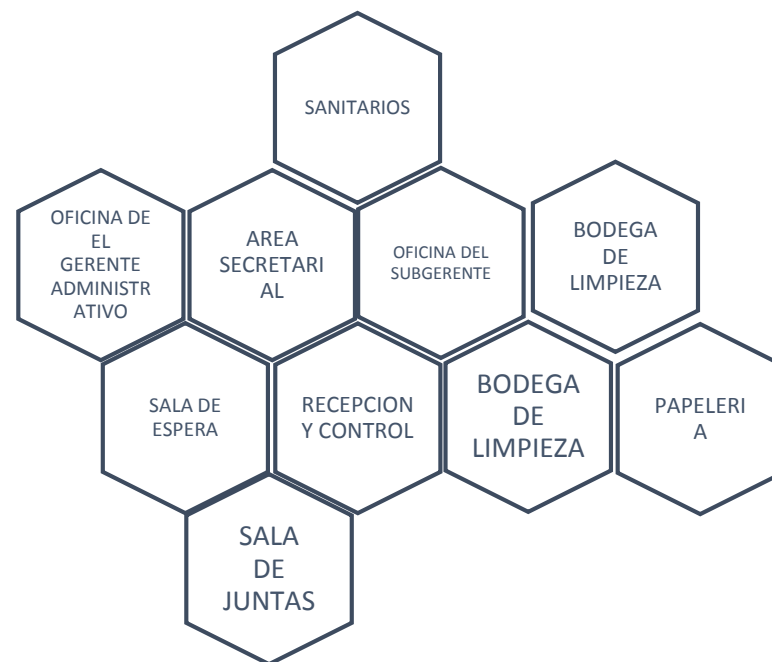 SANITARIOS
OFICINA DE
EL
GERENTE
ADMINISTR
ATIVO
AREA
SECRETARI
AL
OFICINA DEL
SUBGERENTE
BODEGA
DE
LIMPIEZA
SALA DE
ESPERA
RECEPCION
Y CONTROL
BODEGA
DE
LIMPIEZA
PAPELERI
A
SALA
DE
JUNTAS